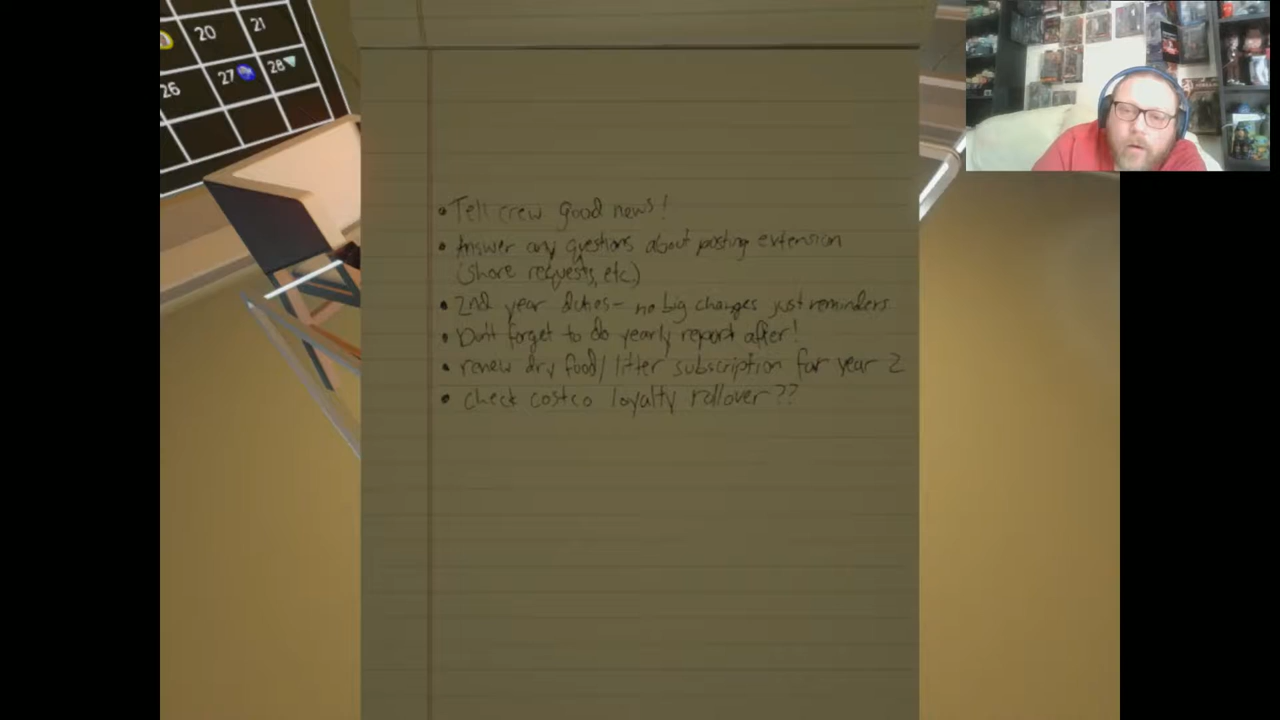 20
21
26
27
28
• Tell crew good news!
• Answer any questions about posting extension
(shore requests, etc)
• 2nd year duties - no big changes just reminders
• Don't forget to do yearly report after!
• renew dry food/litter subscription for year 2
• check costco loyalty rollover??